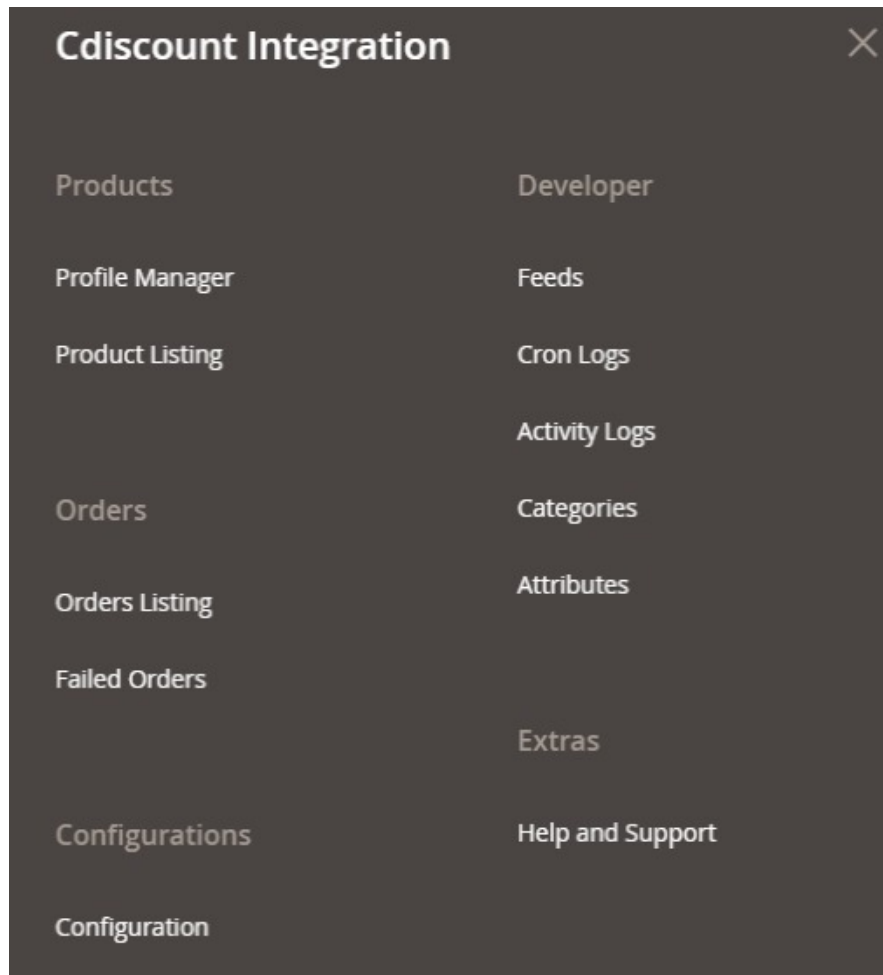 Cdiscount Integration
Products
Profile Manager
Product Listing
Orders
Orders Listing
Failed Orders
Configurations
Configuration
Developer
Feeds
Cron Logs
Activity Logs
Categories
Attributes
Extras
Help and Support